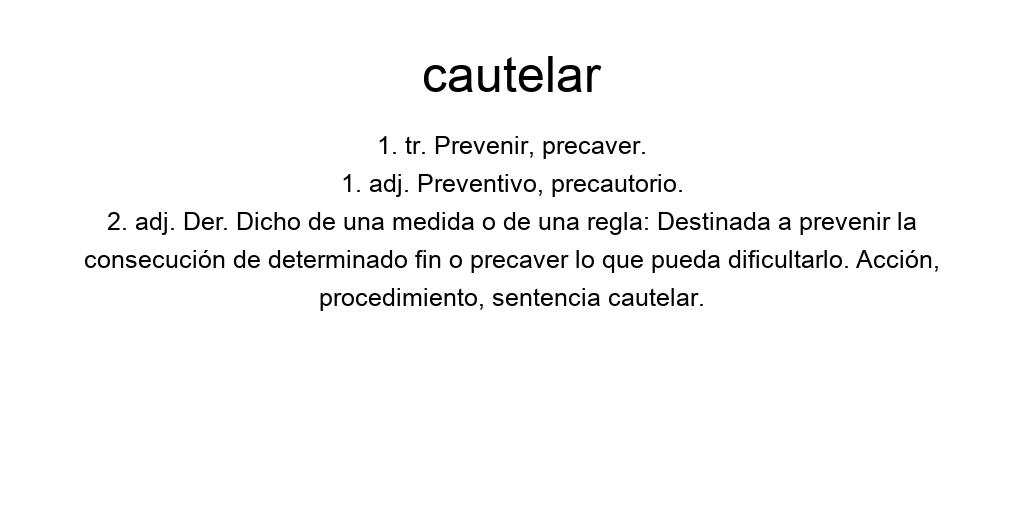 cautelar
1. tr. Prevenir, precaver.
1. adj. Preventivo, precautorio.
2. adj. Der. Dicho de una medida o de una regla: Destinada a prevenir la
consecución de determinado fin o precaver lo que pueda dificultarlo. Acción,
procedimiento, sentencia cautelar.